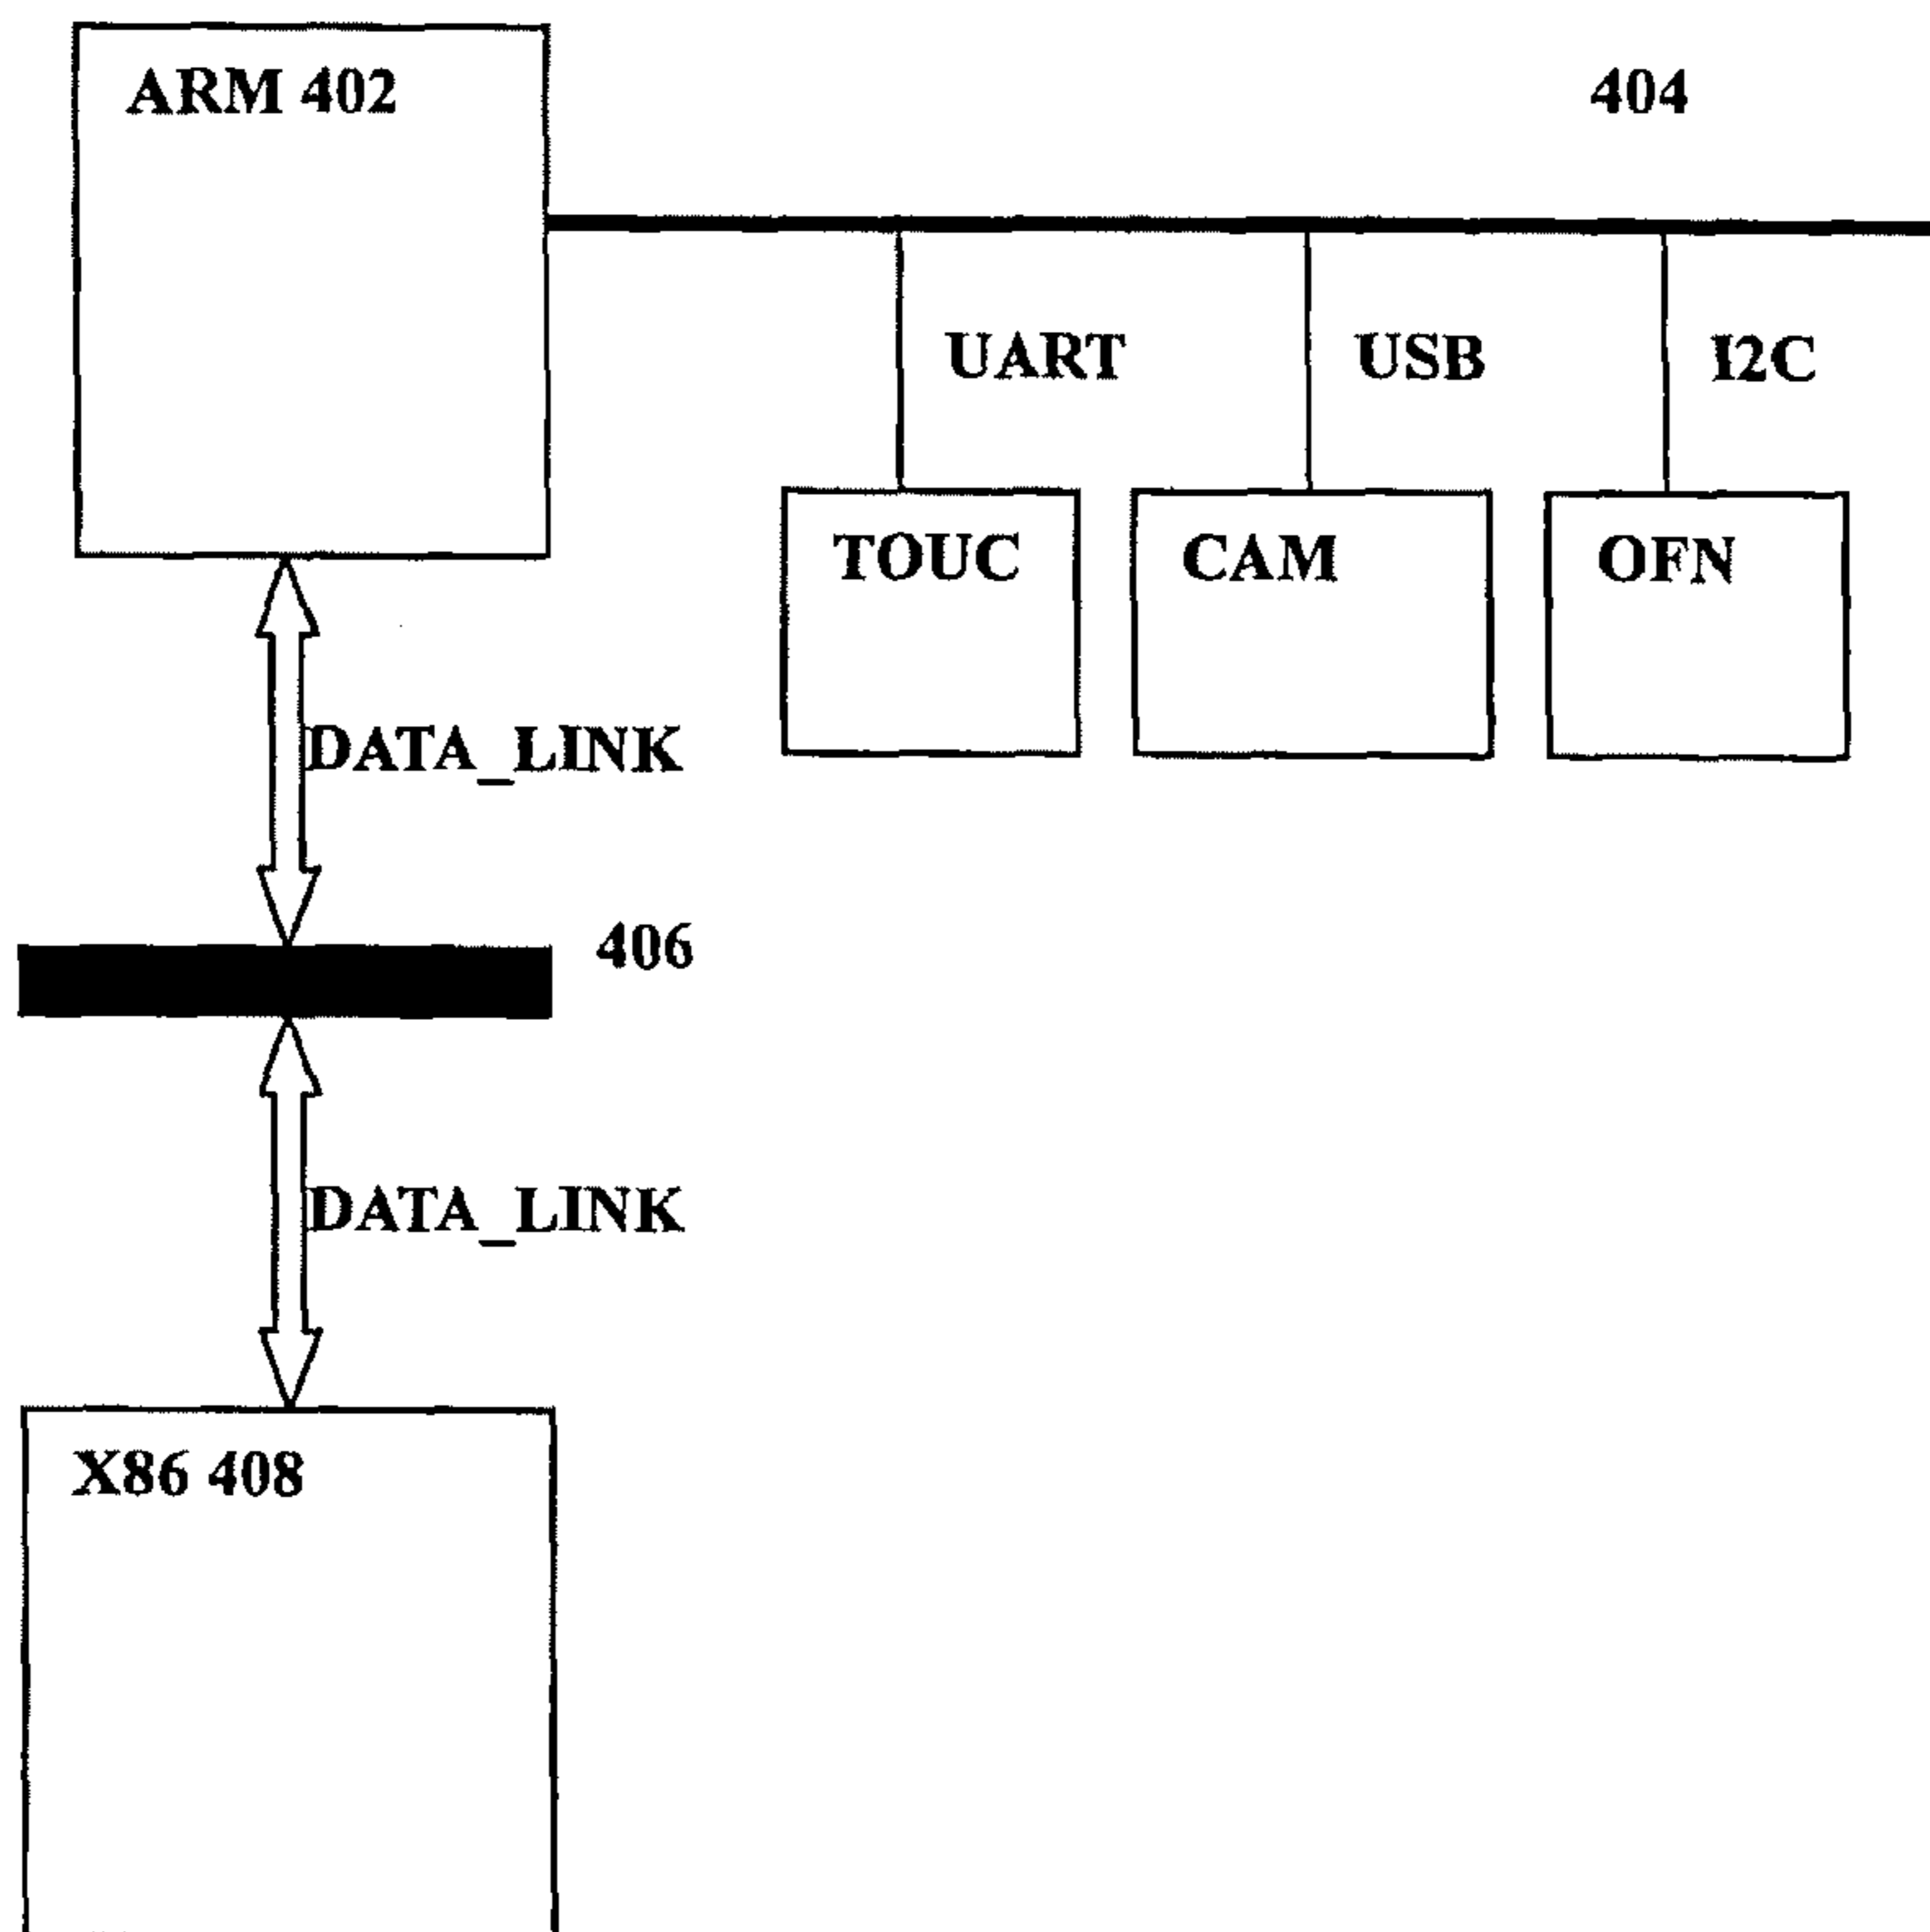 ARM 402
404
UART
USB
I2C
TOUC
CAM
OFN
DATA_LINK
406
DATA_LINK
X86 408